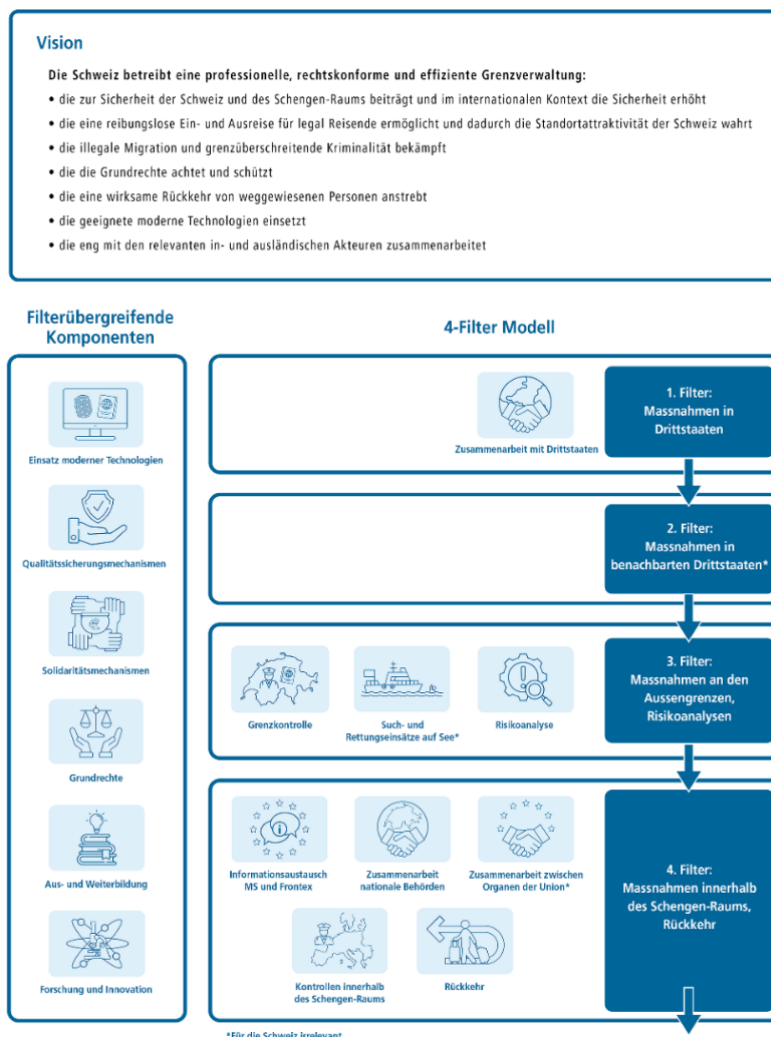 Vision
Die Schweiz betreibt eine professionelle, rechtskonforme und effiziente Grenzverwaltung:
• die zur Sicherheit der Schweiz und des Schengen-Raums beiträgt und im internationalen Kontext die Sicherheit erhöht
• die eine reibungslose Ein- und Ausreise für legal Reisende ermöglicht und dadurch die Standortattraktivität der Schweiz wahrt
• die illegale Migration und grenzüberschreitende Kriminalität bekämpft
• die die Grundrechte achtet und schützt
• die eine wirksame Rückkehr von weggewiesenen Personen anstrebt
• die geeignete moderne Technologien einsetzt
• die eng mit den relevanten in- und ausländischen Akteuren zusammenarbeitet
Filterübergreifende
Komponenten
Einsatz moderner Technologien
Qualitätssicherungsmechanismen
Solidaritätsmechanismen
Grundrechte
Aus- und Weiterbildung
Forschung und Innovation
4-Filter Modell
Zusammenarbeit mit Drittstaaten
1. Filter:
Massnahmen in
Drittstaaten
2. Filter:
Massnahmen in
benachbarten Drittstaaten*
Grenzkontrolle
Such- und
Rettungseinsätze auf See*
Risikoanalyse
3. Filter:
Massnahmen an den
Aussengrenzen,
Risikoanalysen
Informationsaustausch
MS und Frontex
Zusammenarbeit
nationale Behörden
Zusammenarbeit zwischen
Organen der Union*
Kontrollen innerhalb
des Schengen-Raums
Rückkehr
4. Filter:
Massnahmen innerhalb
des Schengen-Raums,
Rückkehr
*Für die Schweiz irrelevant